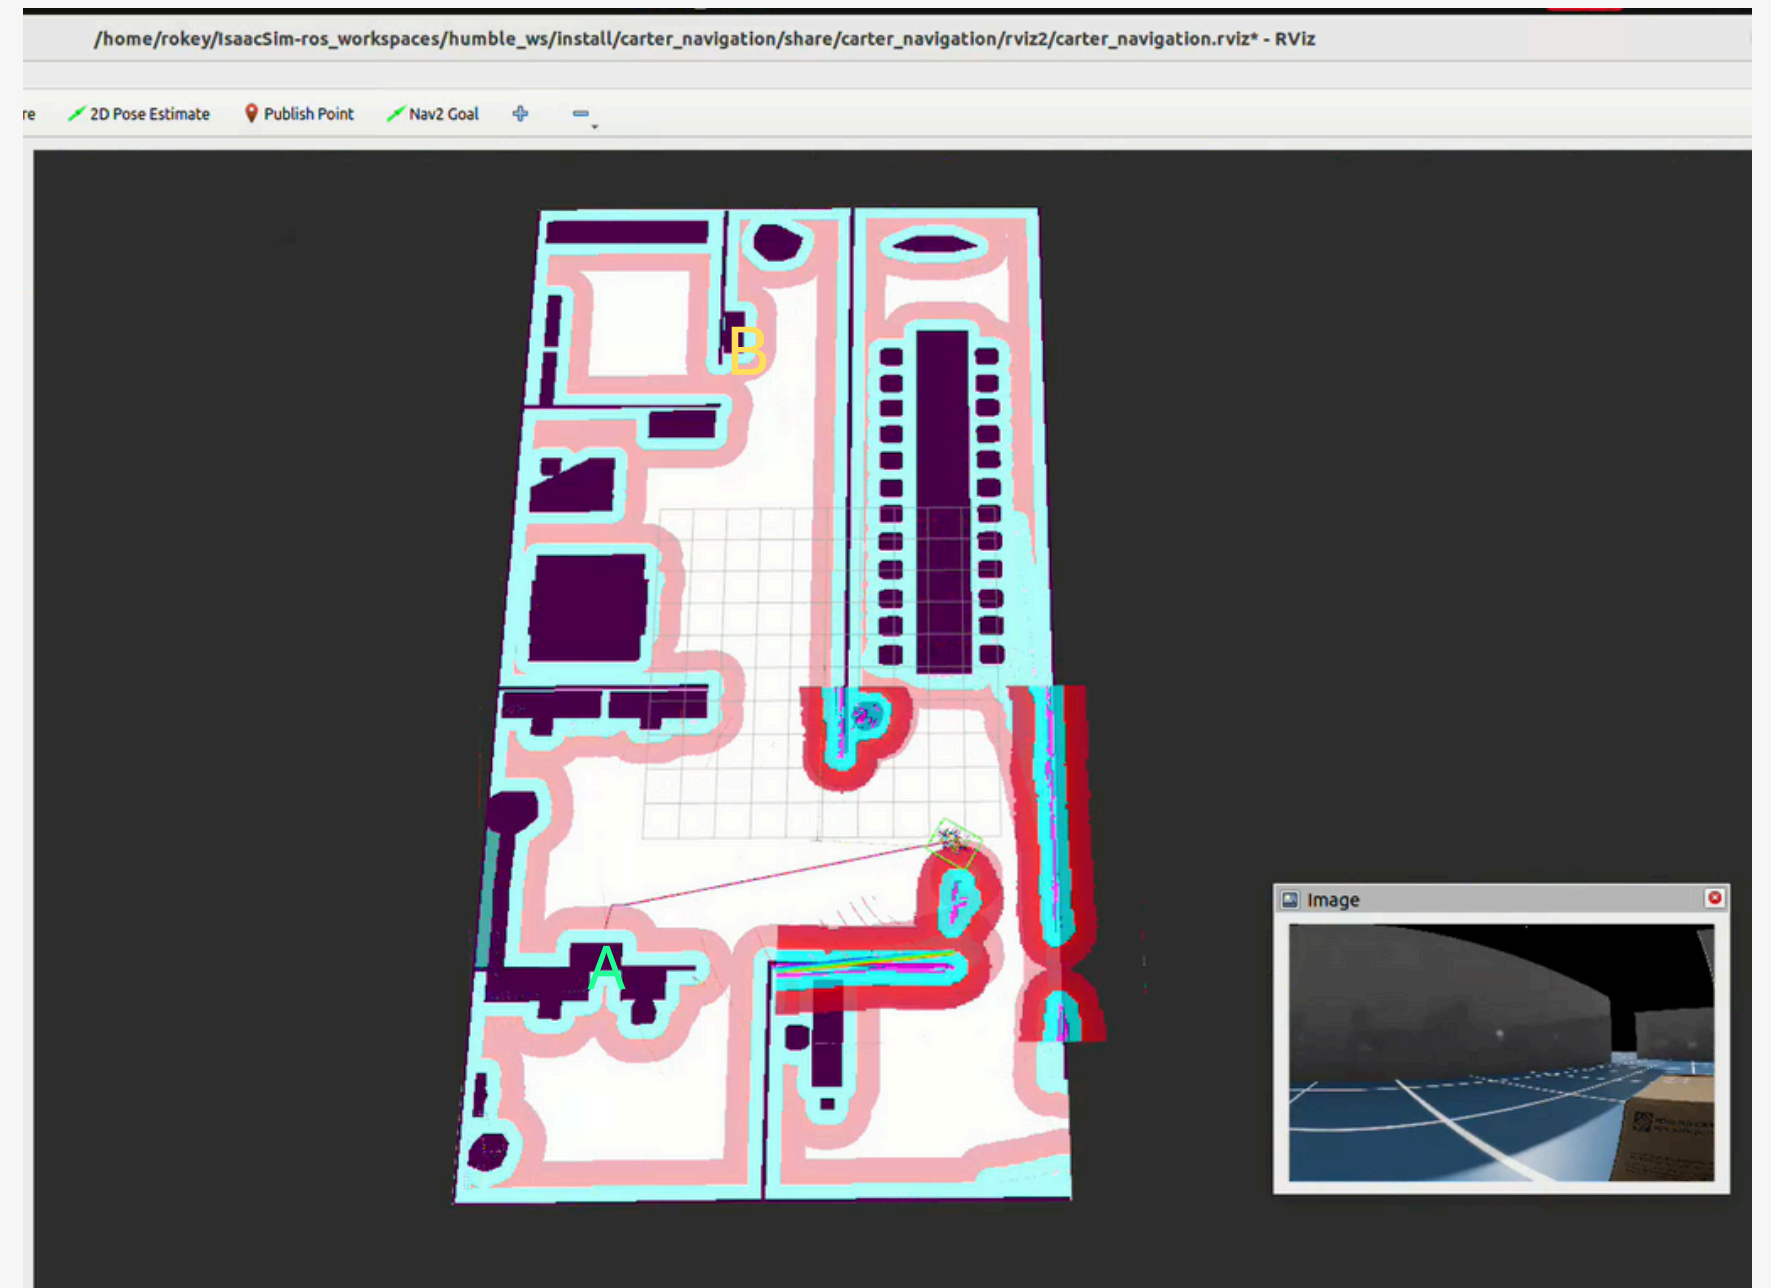 /home/rokey/IsaacSim-ros_workspaces/humble_ws/install/carter_navigation/share/carter_navigation/rviz2/carter_navigation.rviz* - RViz
re 2D Pose Estimate Publish Point Nav2 Goal
B
A
Image